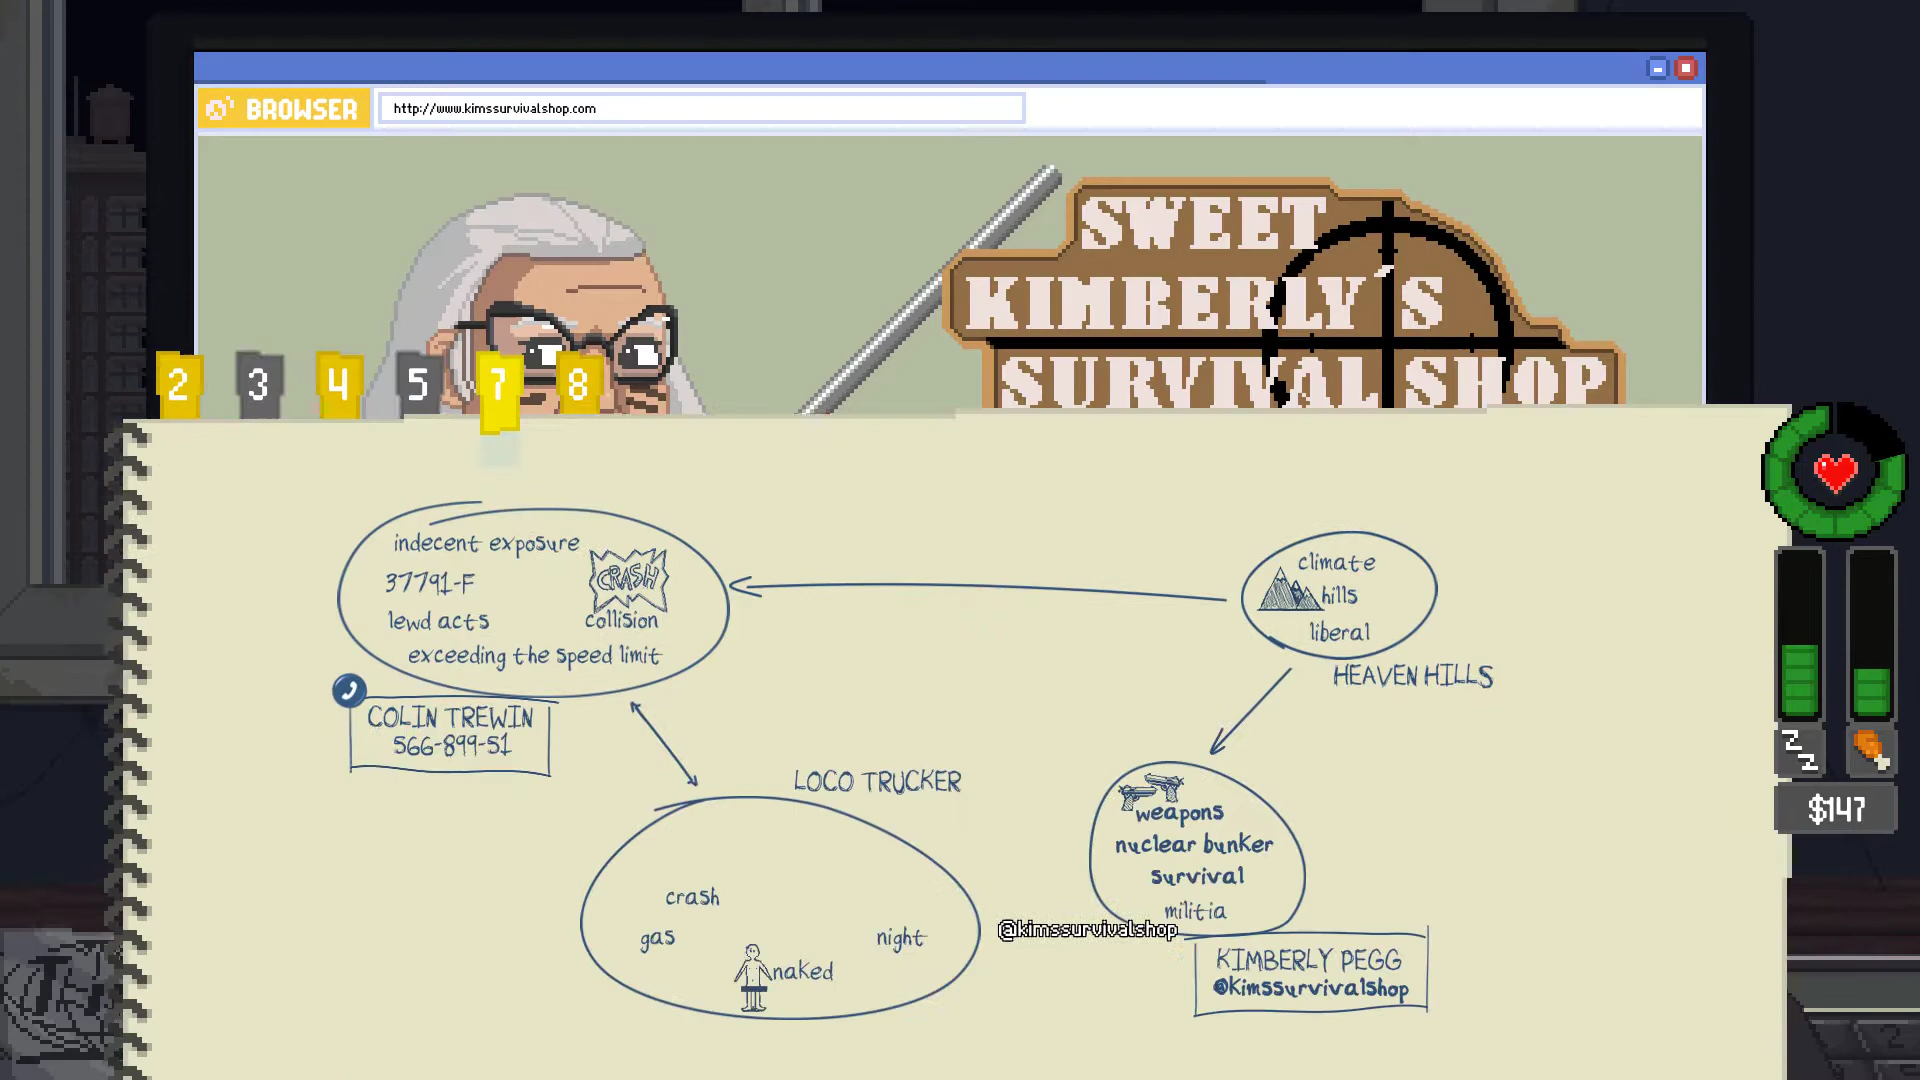 BROWSER
http://www.kimssurvivalshop.com
SWEET
KIMBERLY´S
SURVIVAL SHOP
2
3
4
5
7
8
indecent exposure
37791-F
CRASH
lewd acts
collision
exceeding the speed limit
COLIN TREWIN
566-899-51
climate
hills
liberal
HEAVEN HILLS
LOCO TRUCKER
crash
gas
night
naked
weapons
nuclear bunker
survival
militia
@kimssurvivalshop
KIMBERLY PEGG
@kimssurvivalshop
$147